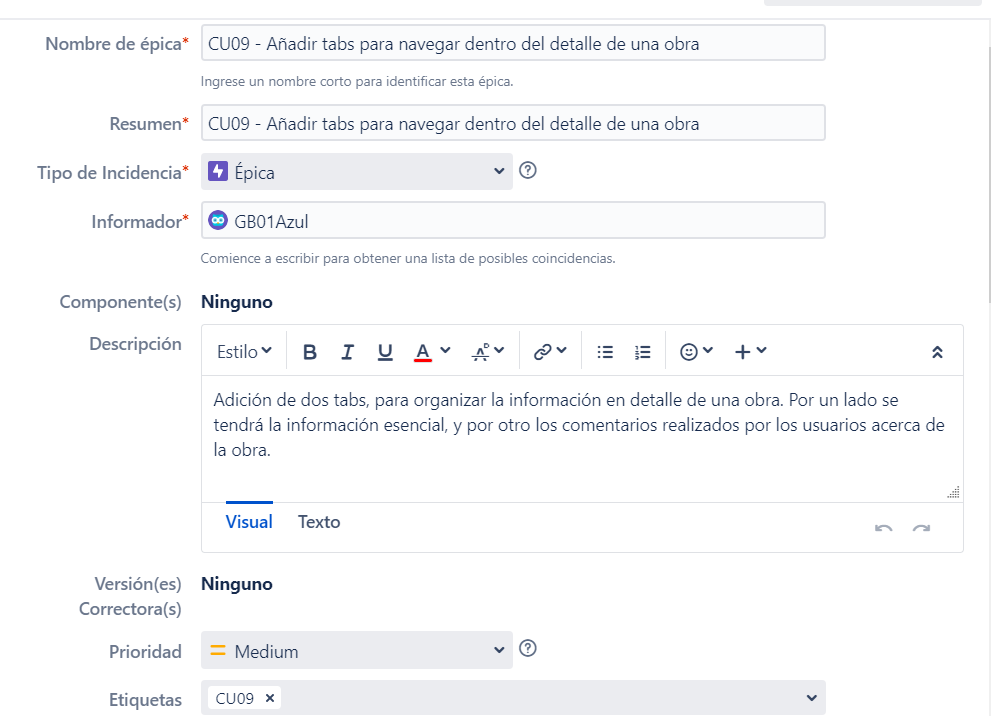 Nombre de épica* CU09 - Añadir tabs para navegar dentro del detalle de una obra
Ingrese un nombre corto para identificar esta épica.
Resumen* CU09 - Añadir tabs para navegar dentro del detalle de una obra
Tipo de Incidencia* Épica
Informador* GB01Azul
Comience a escribir para obtener una lista de posibles coincidencias.
Componente(s) Ninguno
Descripción
Estilo B I U A
Adición de dos tabs, para organizar la información en detalle de una obra. Por un lado se
tendrá la información esencial, y por otro los comentarios realizados por los usuarios acerca de
la obra.
Visual Texto
Versión(es) Ninguno
Correctora(s)
Prioridad Medium
Etiquetas CU09